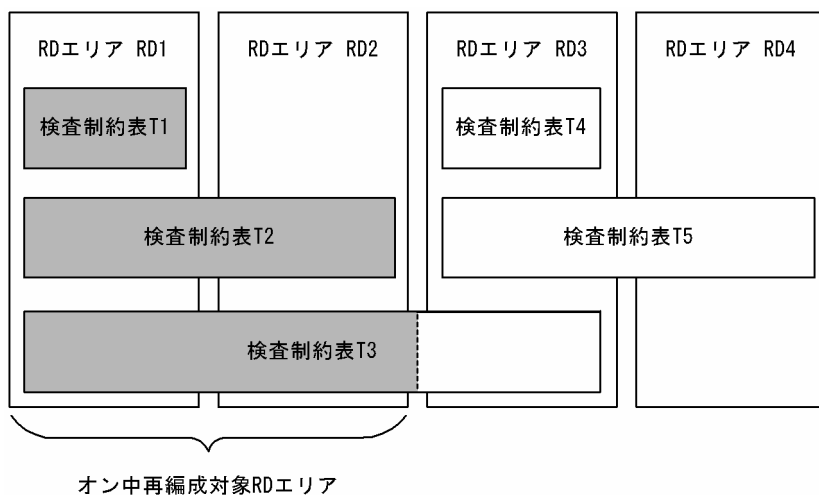 RDエリア RD1
RDエリア RD2
RDエリア RD3
RDエリア RD4
検査制約表T1
検査制約表T4
検査制約表T2
検査制約表T5
検査制約表T3
オン中再編成対象RDエリア